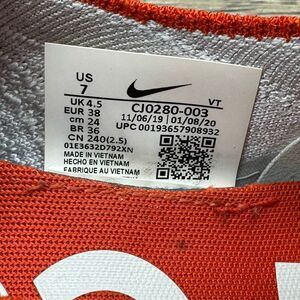 US
7 VT
UK 4.5 CJ0280-003
EUR 38 11/06/19 | 01/08/20
cm 24 UPC 00193657908932
BR 36
CN 240(2.5)
01E3632D792XN
MADE IN VIETNAM
HECHO EN VIETNAM
FABRIQUE AU VIETNAM